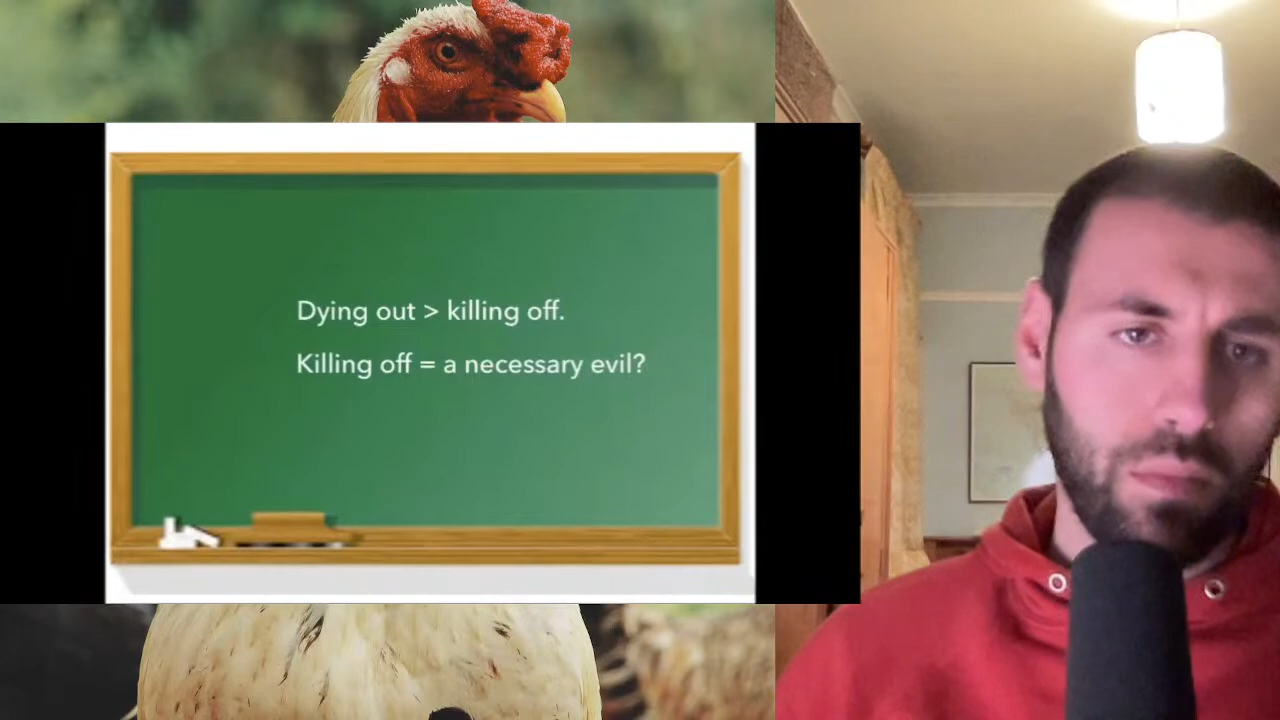 Dying out > killing off.
Killing off = a necessary evil?